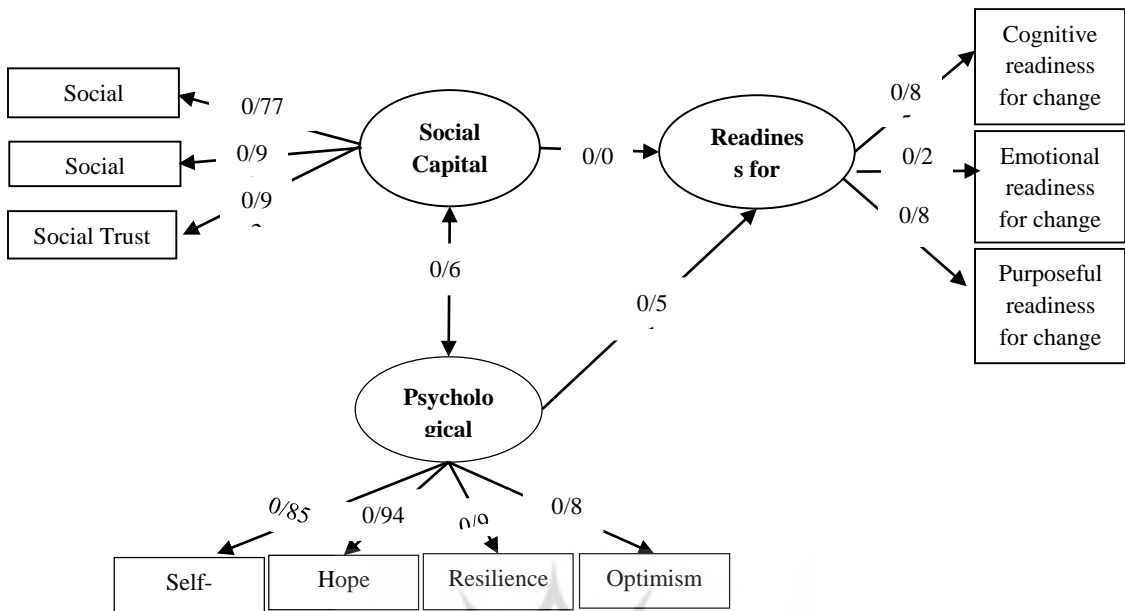 Social
0/77
Social
0/9
Social Trust
0/9
Social
Capital
0/0
Readines
s for
0/8
0/2
0/8
Cognitive
readiness
for change
Emotional
readiness
for change
Purposeful
readiness
for change
0/6
0/5
Psycholo
gical
0/85
0/94
0/9
0/8
Self-
Hope
Resilience
Optimism